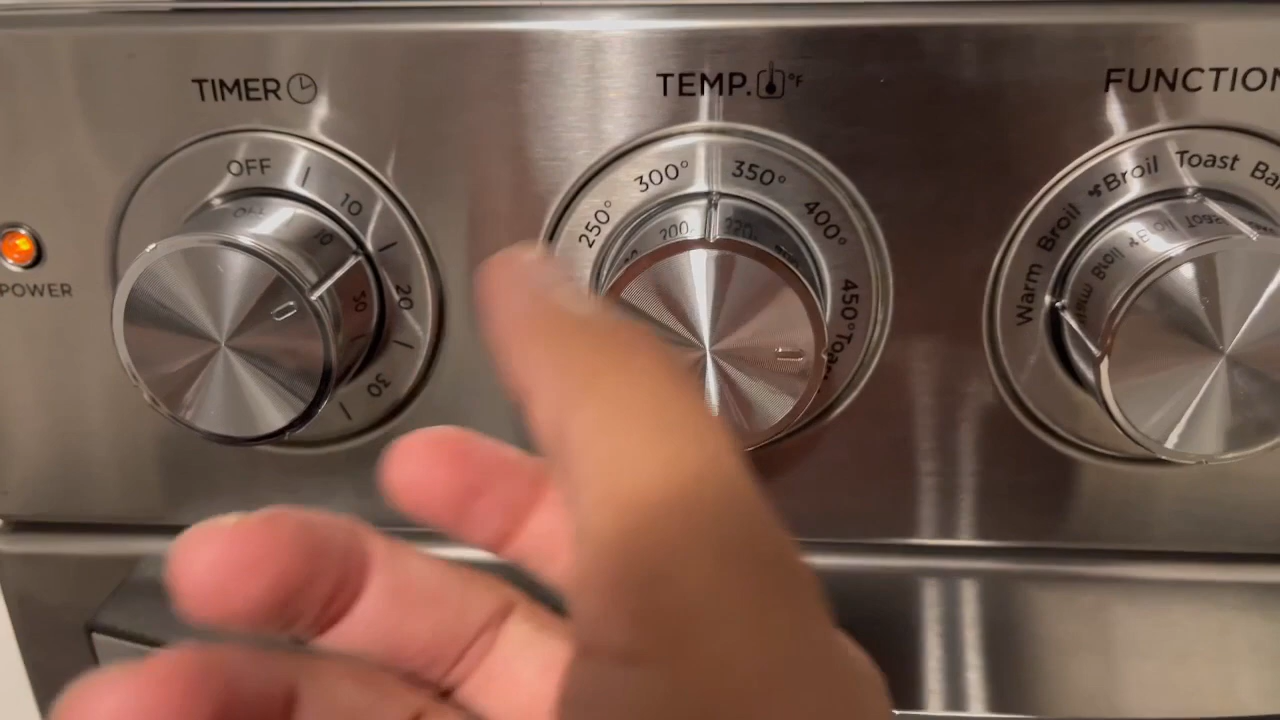 TIMER
TEMP. °F
FUNCTION
OFF
10
20
30
POWER
250°
300°
350°
400°
450°
Warm
Broil
Broil
Toast